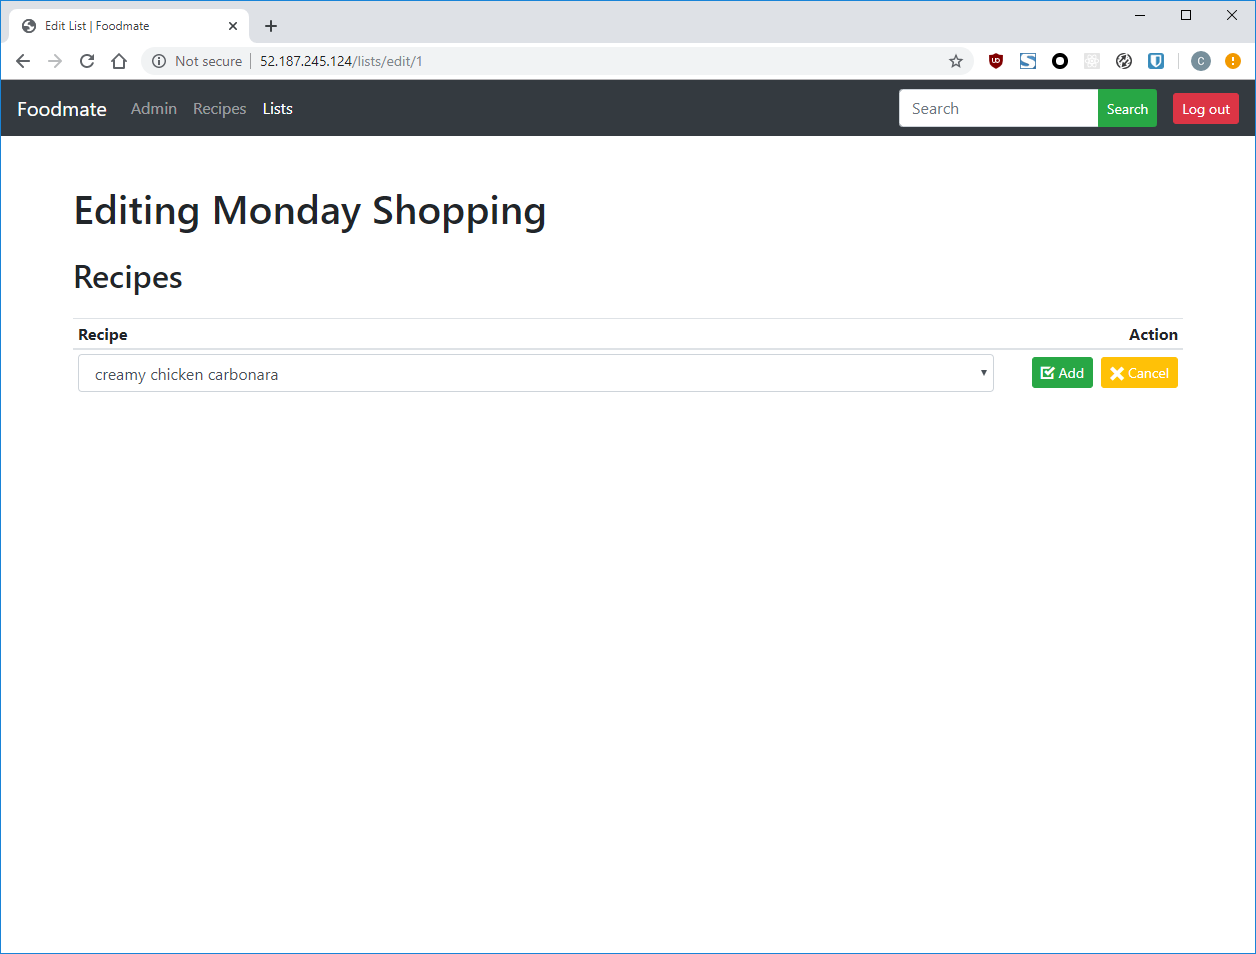 Edit List | Foodmate
Not secure 52.187.245.124/lists/edit/1
C
Foodmate Admin Recipes Lists Search Search Log out
Editing Monday Shopping
Recipes
Recipe Action
creamy chicken carbonara Add Cancel